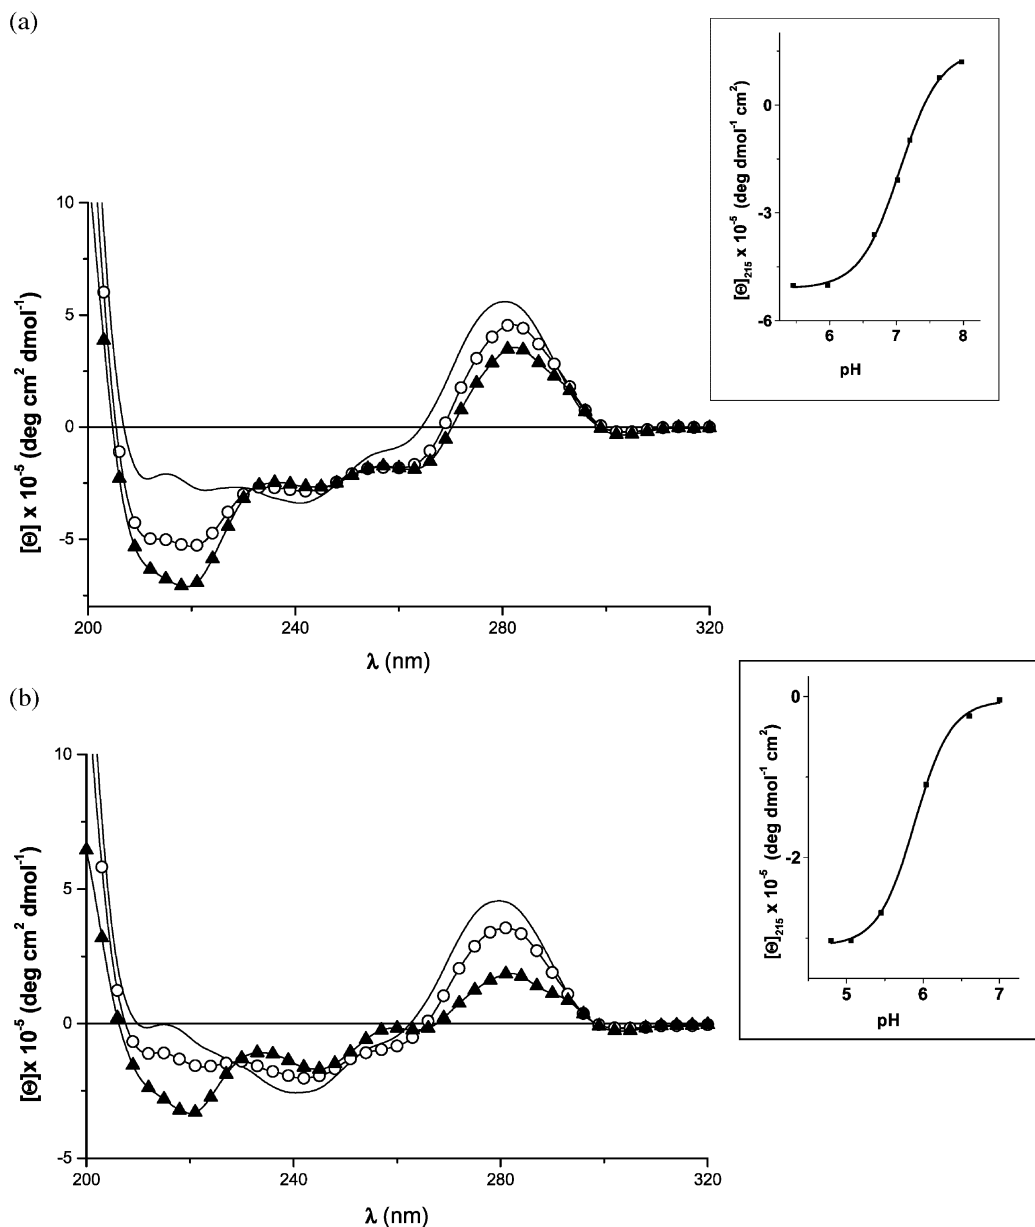 (a)
[Θ]₂₁₅ x 10⁻⁵ (deg dmol⁻¹ cm²)
0
-3
-6
6 7 8
pH
[Θ] x 10⁻⁵ (deg cm² dmol⁻¹)
10
5
0
-5
200 240 280 320
λ (nm)
(b)
[Θ]₂₁₅ x 10⁻⁵ (deg dmol⁻¹ cm²)
0
-2
5 6 7
pH
[Θ]x 10⁻⁵ (deg cm² dmol⁻¹)
10
5
0
-5
200 240 280 320
λ (nm)